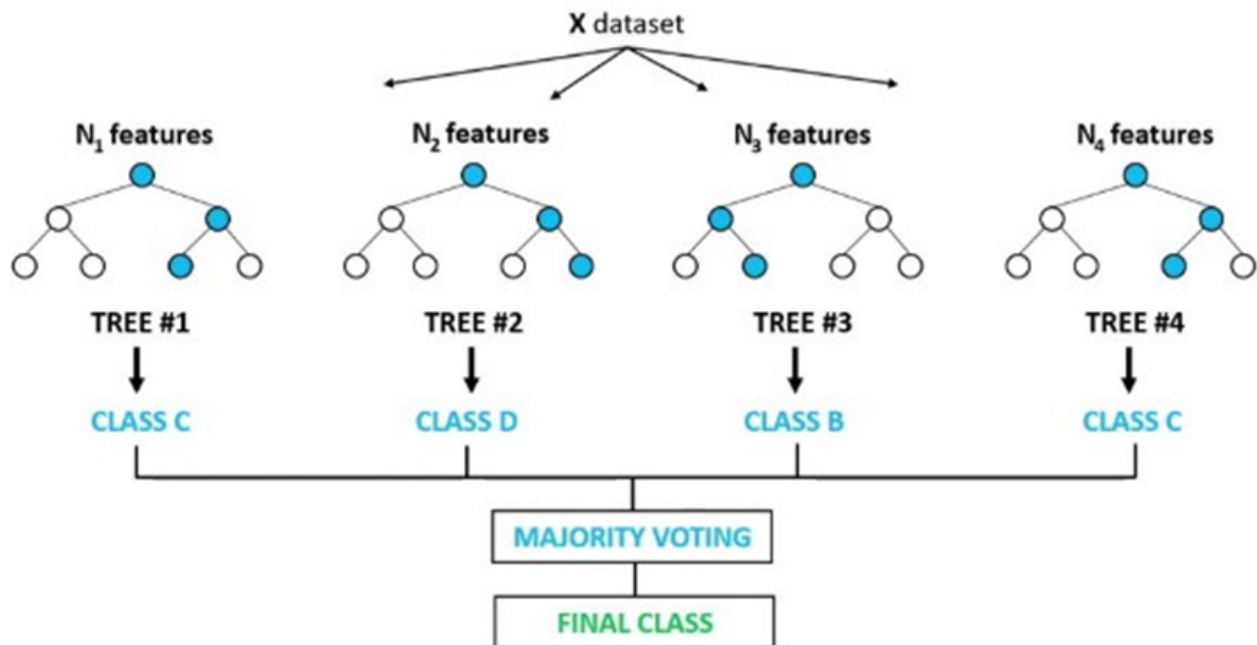 X dataset
N₁ features
N₂ features
N₃ features
N₄ features
TREE #1
TREE #2
TREE #3
TREE #4
CLASS C
CLASS D
CLASS B
CLASS C
MAJORITY VOTING
FINAL CLASS